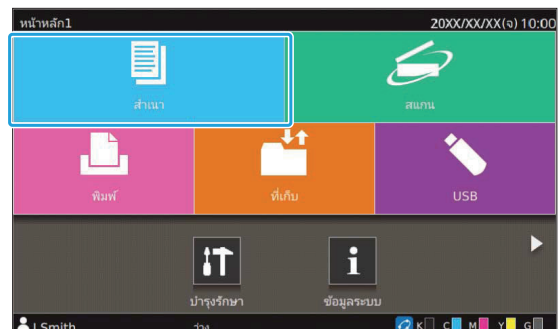 หน้าหลัก1 20XX/XX/XX(จ) 10:00
สำเนา สแกน
พิมพ์ ที่เก็บ USB
บำรุงรักษา ข้อมูลระบบ
J.Smith ว่าง K C M Y G